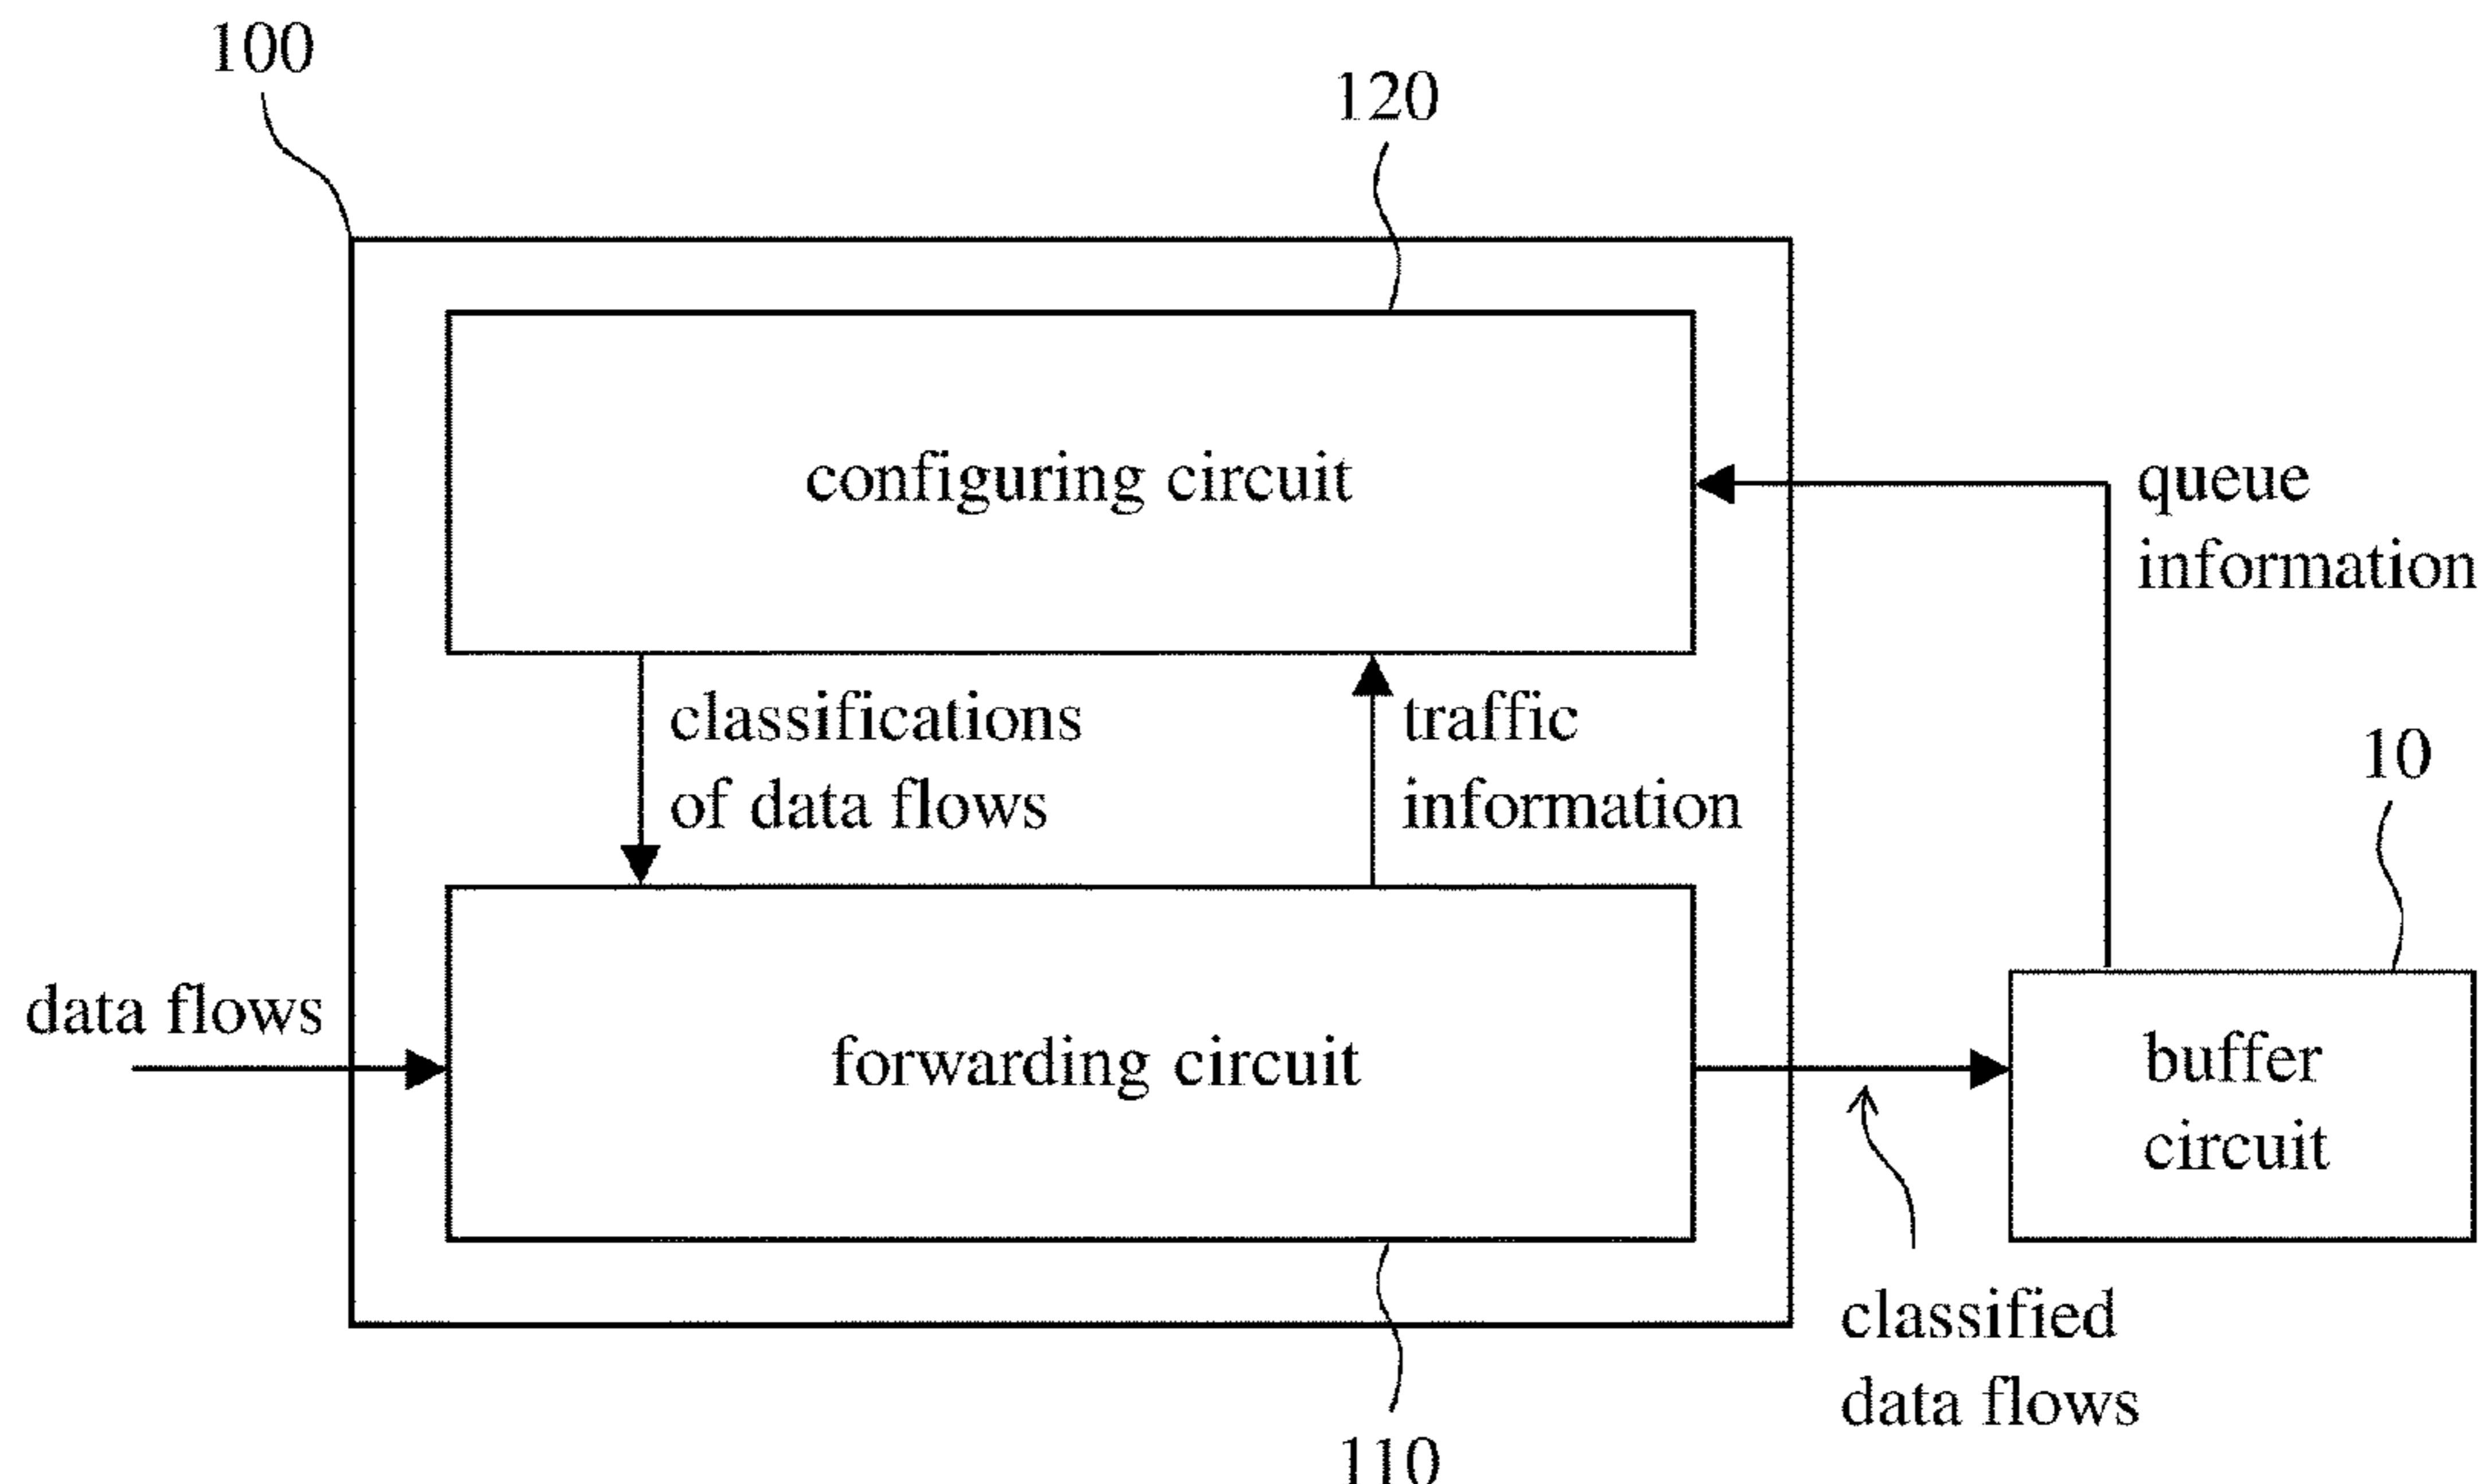 100
120
configuring circuit
queue
information
classifications
of data flows
traffic
information
10
data flows
forwarding circuit
buffer
circuit
classified
data flows
110